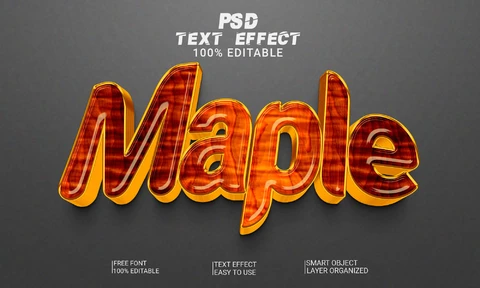 PSD
TEXT EFFECT
100% EDITABLE
Maple
FREE FONT
100% EDITABLE
TEXT EFFECT
EASY TO USE
SMART OBJECT
LAYER ORGANIZED